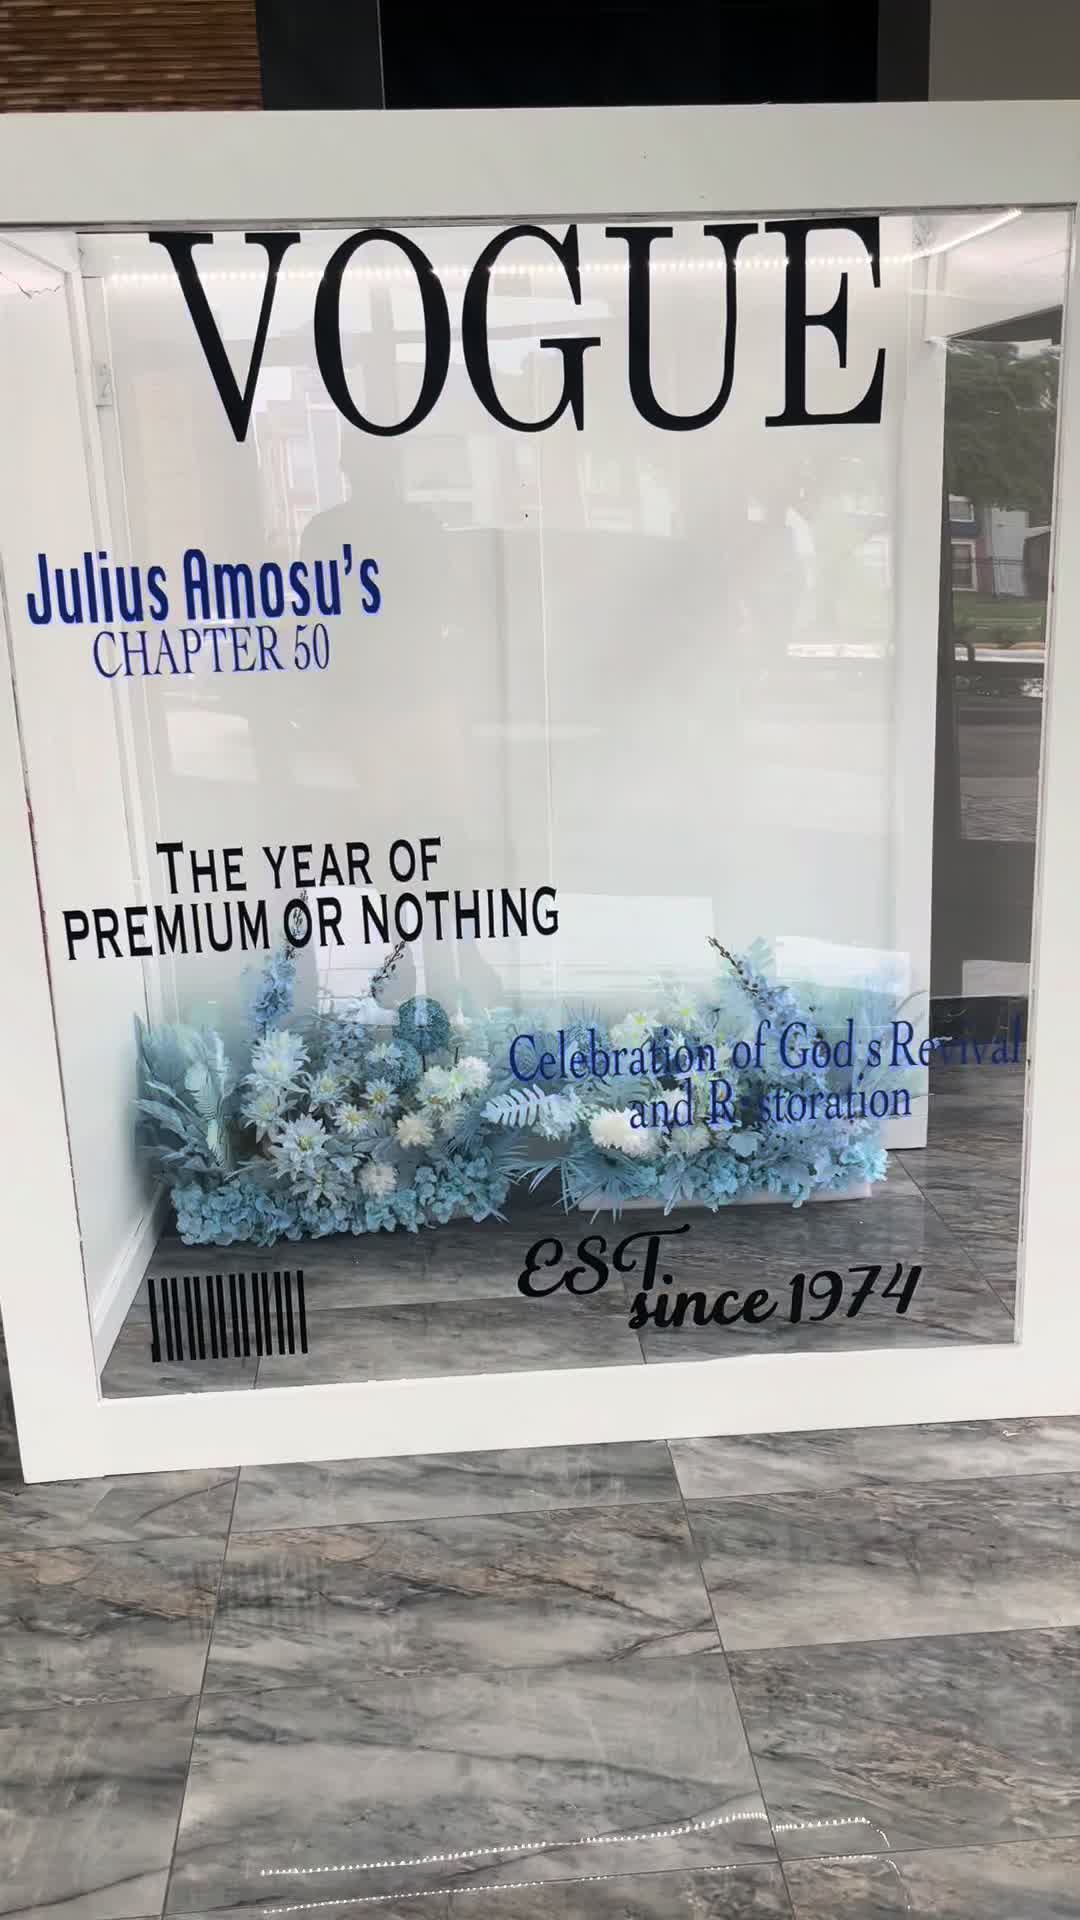 VOGUE
Julius Amosu's
CHAPTER 50
THE YEAR OF
PREMIUM OR NOTHING
Celebration of God s Revival
and R storation
EST.
since 1974